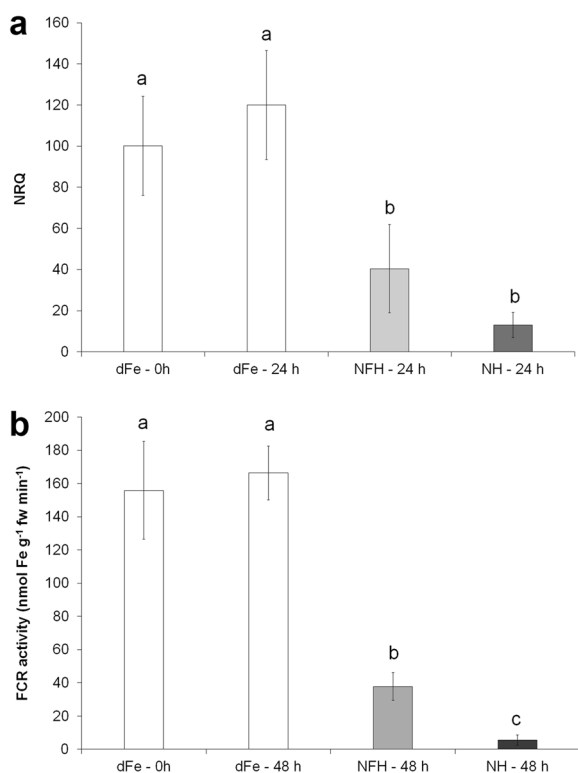 a
160
140
120
100
80
60
40
20
0
NRQ
a
a
b
b
dFe - 0h
dFe - 24 h
NFH - 24 h
NH - 24 h
b
200
180
160
140
120
100
80
60
40
20
0
FCR activity (nmol Fe g⁻¹ fw min⁻¹)
a
a
b
c
dFe - 0h
dFe - 48 h
NFH - 48 h
NH - 48 h